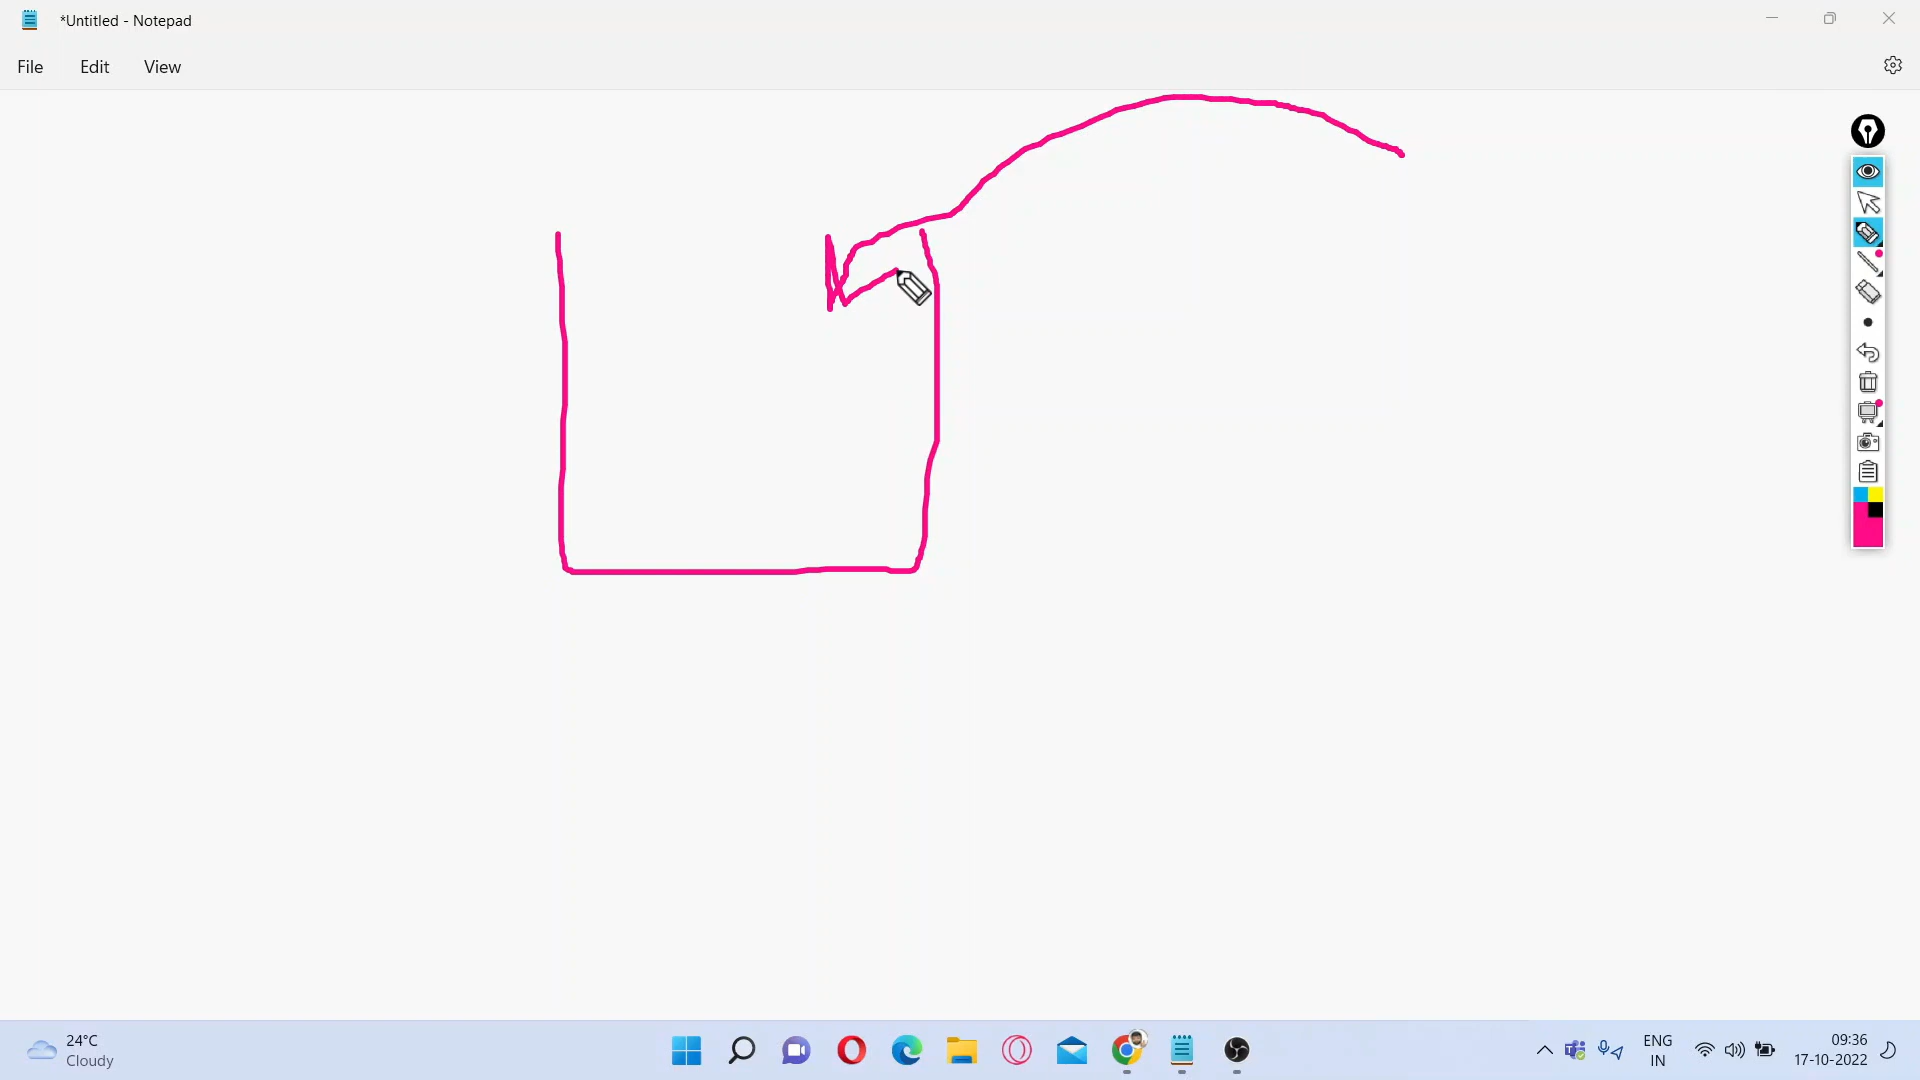 *Untitled - Notepad
File Edit View
24°C
Cloudy
ENG
IN
09:36
17-10-2022